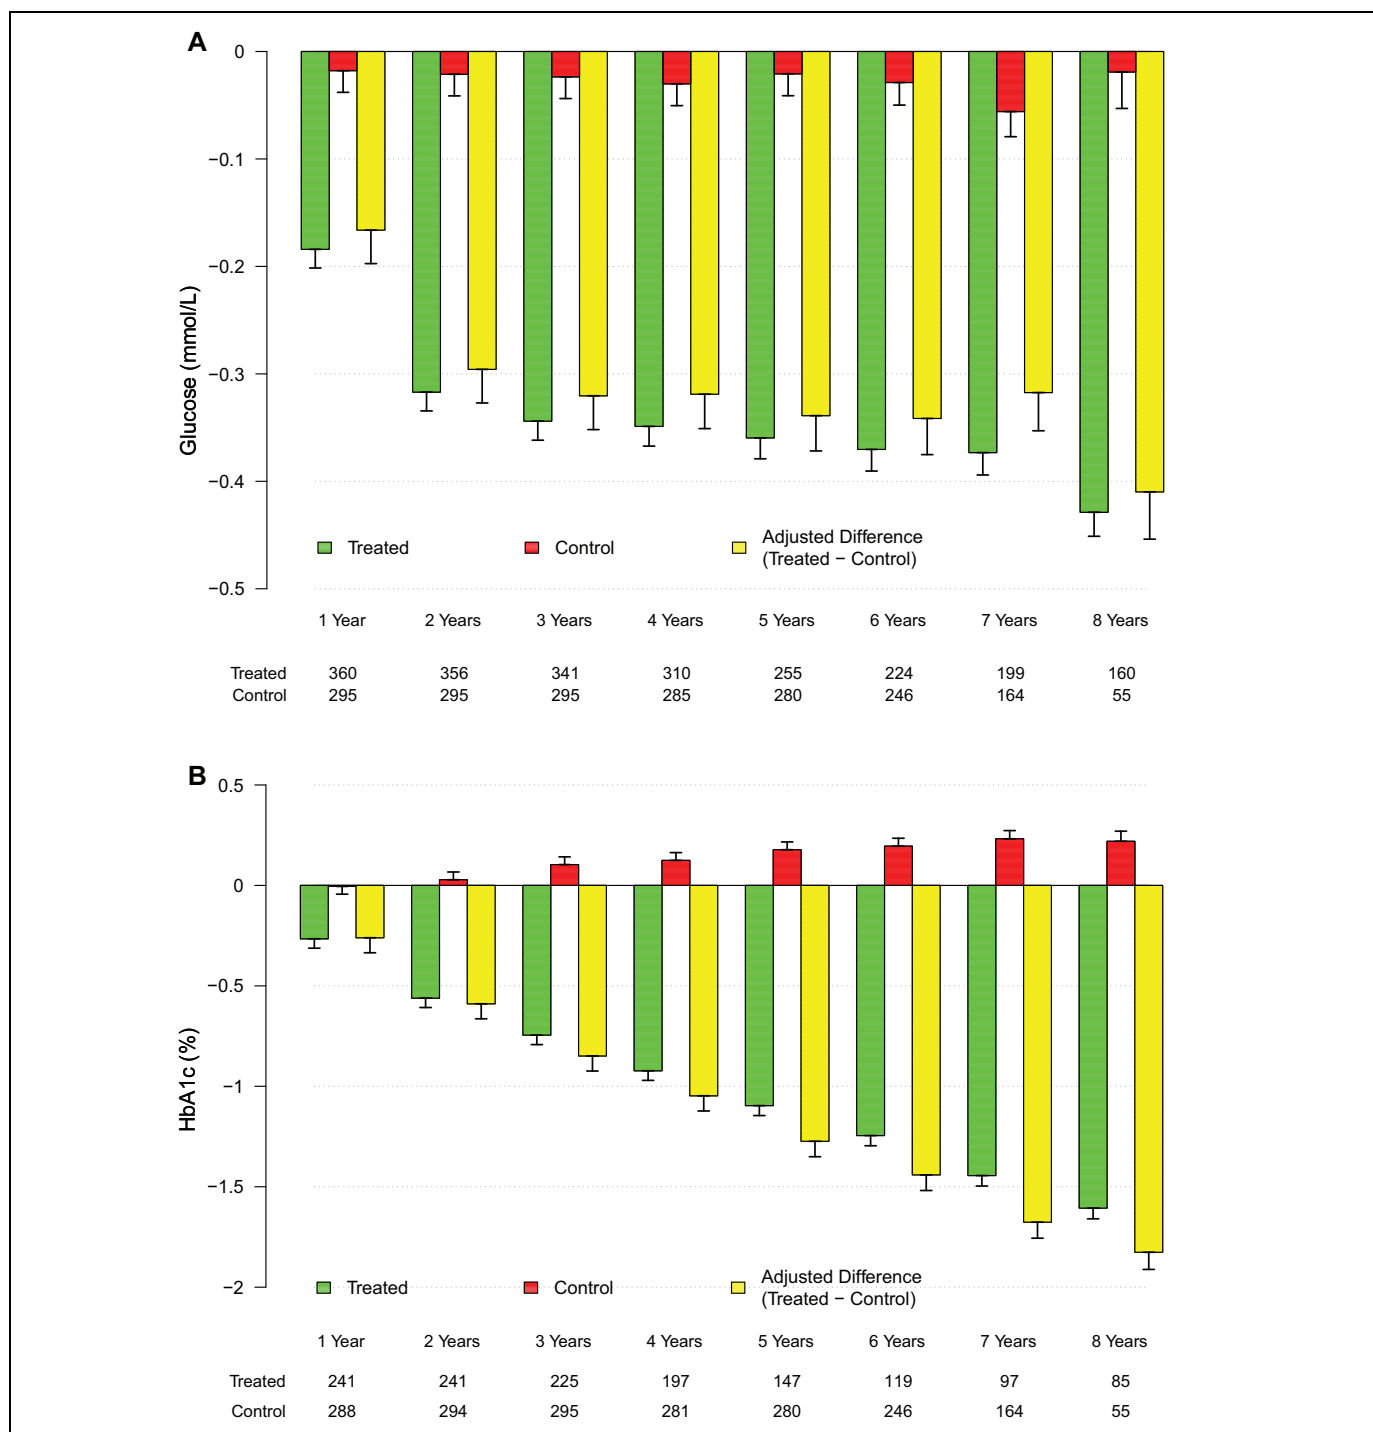 A
0
−0.1
−0.2
−0.3
−0.4
−0.5
Glucose (mmol/L)
Treated
Control
Adjusted Difference
(Treated − Control)
1 Year 2 Years 3 Years 4 Years 5 Years 6 Years 7 Years 8 Years
Treated 360 356 341 310 255 224 199 160
Control 295 295 295 285 280 246 164 55
B
0.5
0
−0.5
−1
−1.5
−2
HbA1c (%)
Treated
Control
Adjusted Difference
(Treated − Control)
1 Year 2 Years 3 Years 4 Years 5 Years 6 Years 7 Years 8 Years
Treated 241 241 225 197 147 119 97 85
Control 288 294 295 281 280 246 164 55